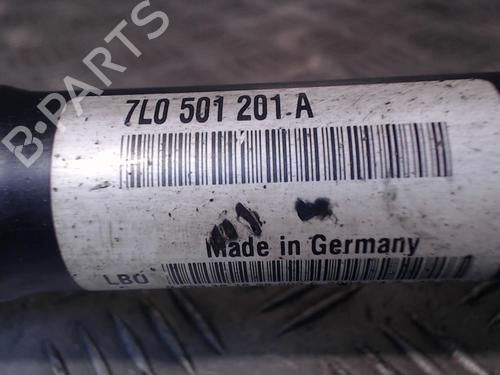 B-PARTS
7L0 501 201 A
Made in Germany
LBO